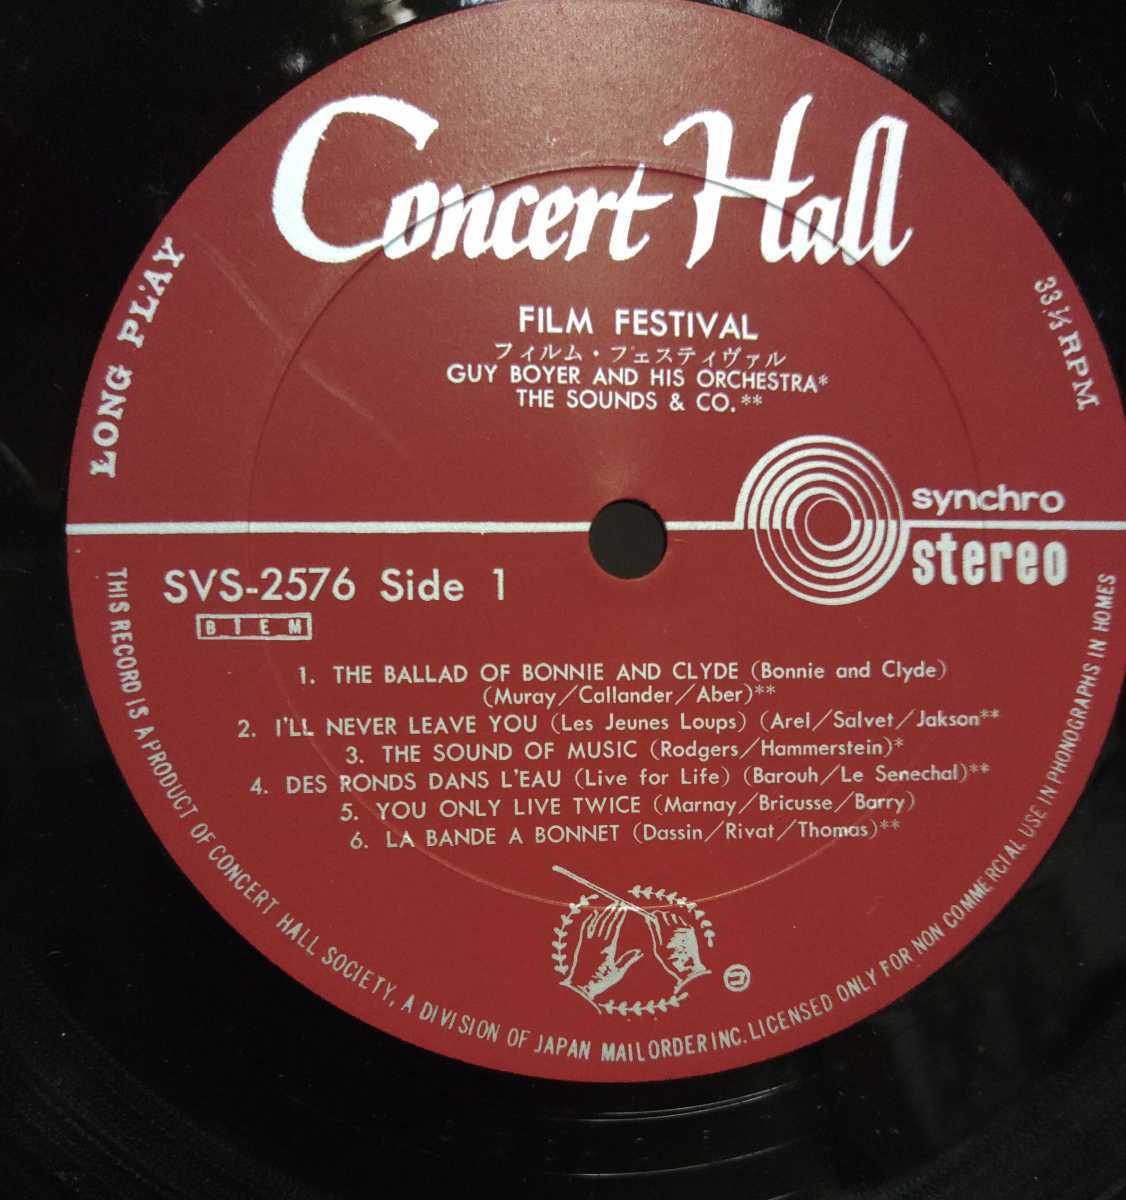 Concert Hall
LONG PLAY
33⅓ RPM
FILM FESTIVAL
フィルム・フェスティヴァル
GUY BOYER AND HIS ORCHESTRA*
THE SOUNDS & CO.**
synchro
stereo
SVS-2576 Side 1
BIEM
1. THE BALLAD OF BONNIE AND CLYDE (Bonnie and Clyde)
(Muray/Callander/Aber)**
2. I'LL NEVER LEAVE YOU (Les Jeunes Loups) (Arel/Salvet/Jakson**
3. THE SOUND OF MUSIC (Rodgers/Hammerstein)*
4. DES RONDS DANS L'EAU (Live for Life) (Barouh/Le Senechal)**
5. YOU ONLY LIVE TWICE (Marnay/Bricusse/Barry)
6. LA BANDE A BONNET (Dassin/Rivat/Thomas)**
THIS RECORD IS A PRODUCT OF CONCERT HALL SOCIETY, A DIVISION OF JAPAN MAIL ORDER INC. LICENSED ONLY FOR NON COMMERCIAL USE IN PHONOGRAPHS IN HOMES